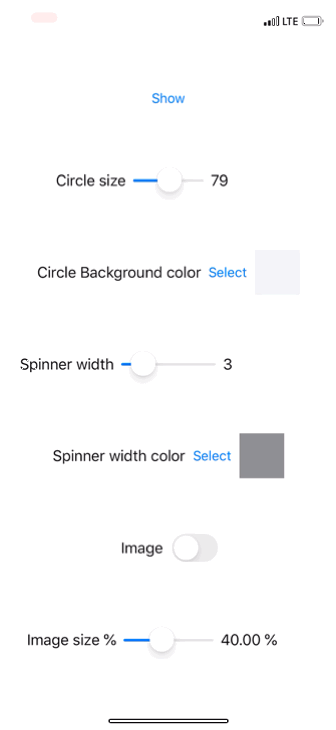 LTE
Show
Circle size 79
Circle Background color Select
Spinner width 3
Spinner width color Select
Image
Image size % 40.00 %